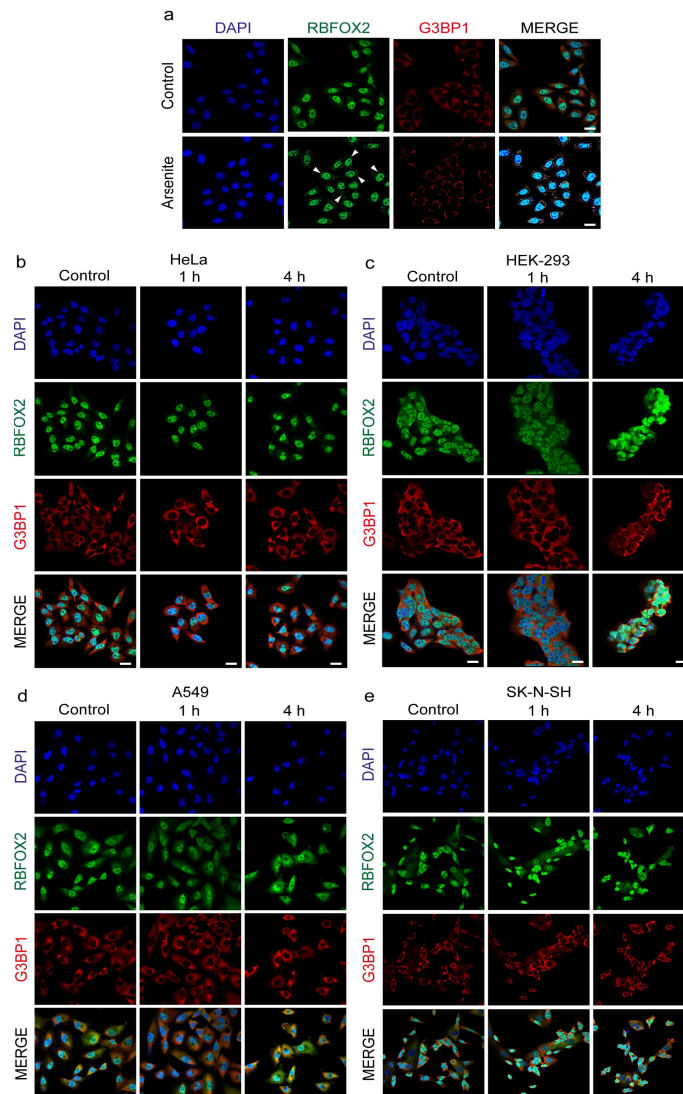 a
DAPI RBFOX2 G3BP1 MERGE
Control
Arsenite
b
HeLa
Control 1 h 4 h
DAPI
RBFOX2
G3BP1
MERGE
c
HEK-293
Control 1 h 4 h
DAPI
RBFOX2
G3BP1
MERGE
d
A549
Control 1 h 4 h
DAPI
RBFOX2
G3BP1
MERGE
e
SK-N-SH
Control 1 h 4 h
DAPI
RBFOX2
G3BP1
MERGE